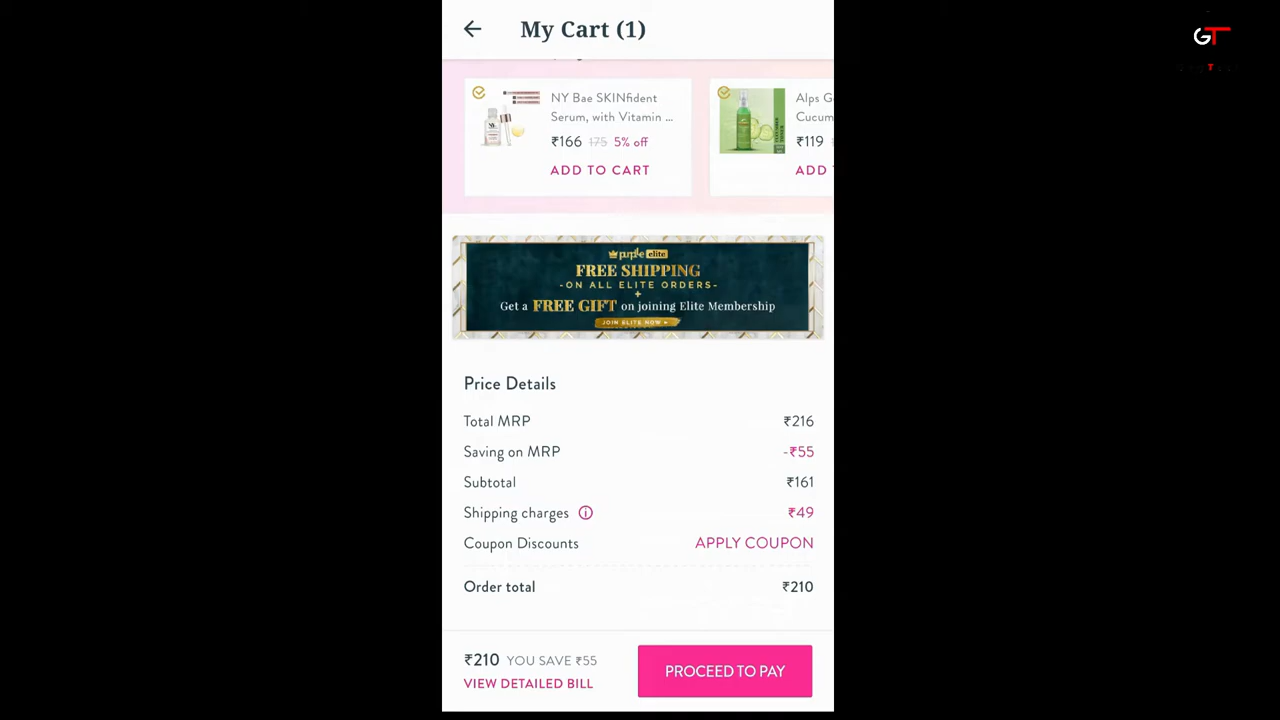 My Cart (1)
GT
NY Bae SKINfident
Serum, with Vitamin ...
₹166 175 5% off
ADD TO CART
Alps G
Cucum
₹119
ADD
purplle elite
FREE SHIPPING
-ON ALL ELITE ORDERS-
+
Get a FREE GIFT on joining Elite Membership
JOIN ELITE NOW
Price Details
Total MRP ₹216
Saving on MRP -₹55
Subtotal ₹161
Shipping charges ₹49
Coupon Discounts APPLY COUPON
Order total ₹210
₹210 YOU SAVE ₹55
VIEW DETAILED BILL
PROCEED TO PAY